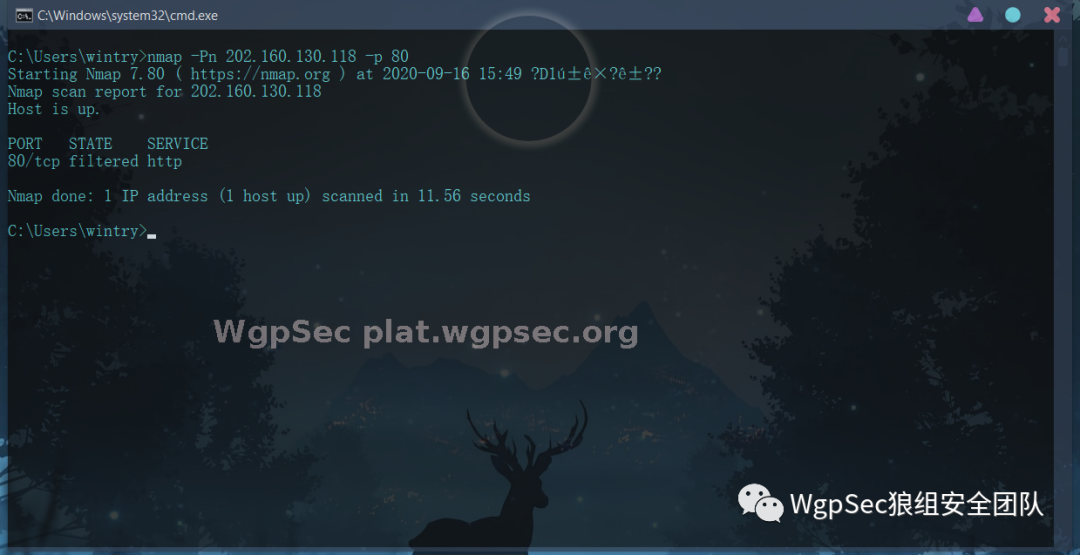 C:\Windows\system32\cmd.exe
C:\Users\wintry>nmap -Pn 202.160.130.118 -p 80
Starting Nmap 7.80 ( https://nmap.org ) at 2020-09-16 15:49 ?D1ú±ê×?ê±??
Nmap scan report for 202.160.130.118
Host is up.
PORT STATE SERVICE
80/tcp filtered http
Nmap done: 1 IP address (1 host up) scanned in 11.56 seconds
C:\Users\wintry>
WgpSec plat.wgpsec.org
WgpSec狼组安全团队